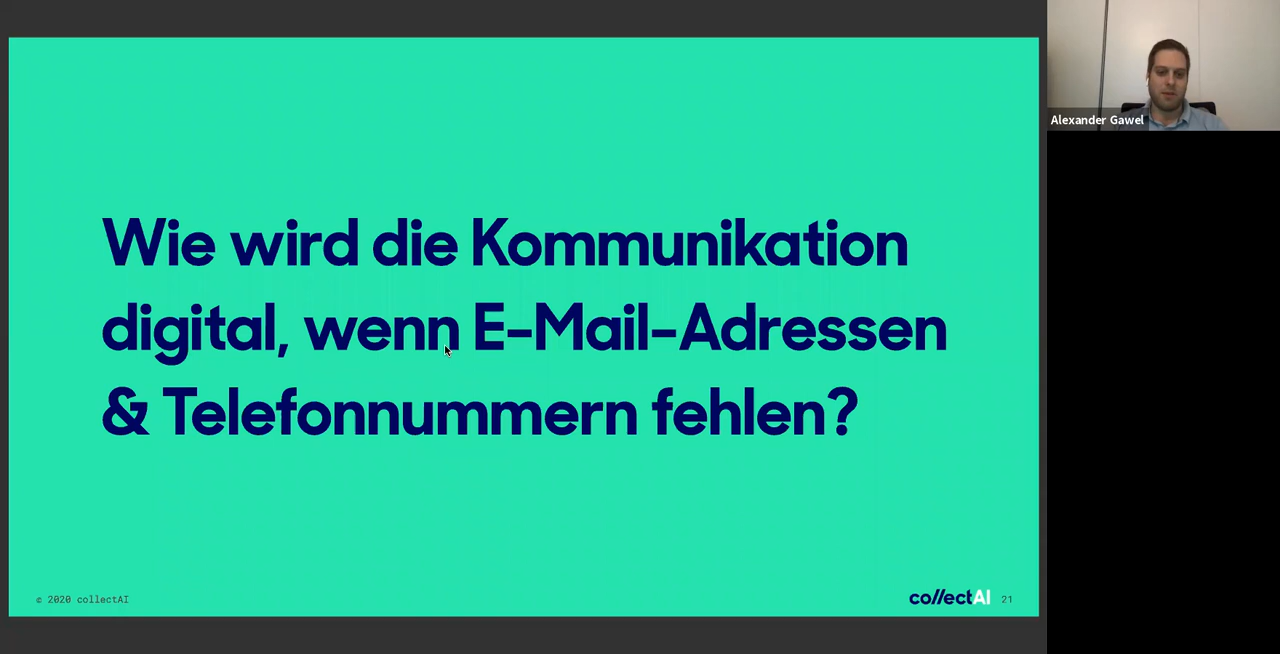 Wie wird die Kommunikation
digital, wenn E-Mail-Adressen
& Telefonnummern fehlen?
© 2020 collectAI
collectAI 21
Alexander Gawel